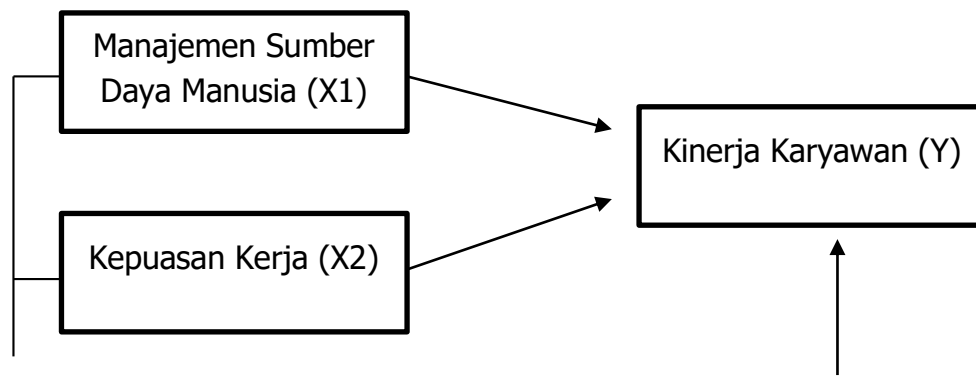 Manajemen Sumber
Daya Manusia (X1)
Kinerja Karyawan (Y)
Kepuasan Kerja (X2)